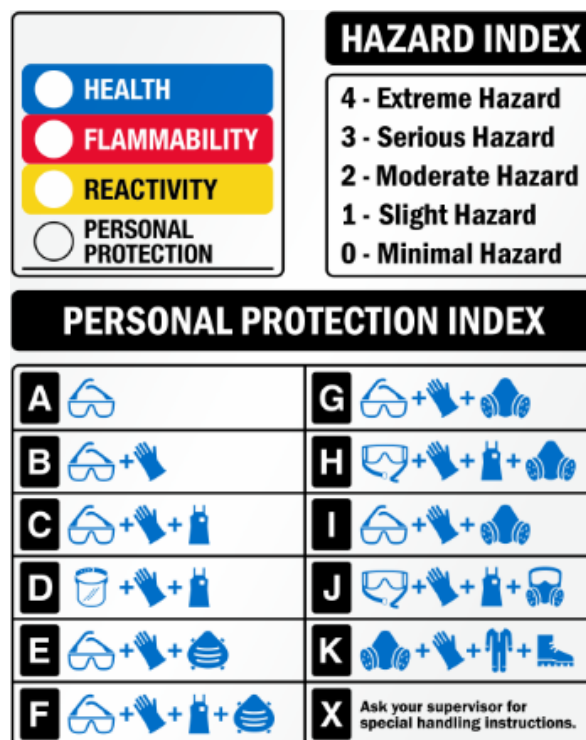 HEALTH
FLAMMABILITY
REACTIVITY
PERSONAL
PROTECTION
HAZARD INDEX
4 - Extreme Hazard
3 - Serious Hazard
2 - Moderate Hazard
1 - Slight Hazard
0 - Minimal Hazard
PERSONAL PROTECTION INDEX
A
B + 
C + +
D + +
E + +
F + + +
G + +
H + + +
I + +
J + + +
K + + +
X Ask your supervisor for
special handling instructions.